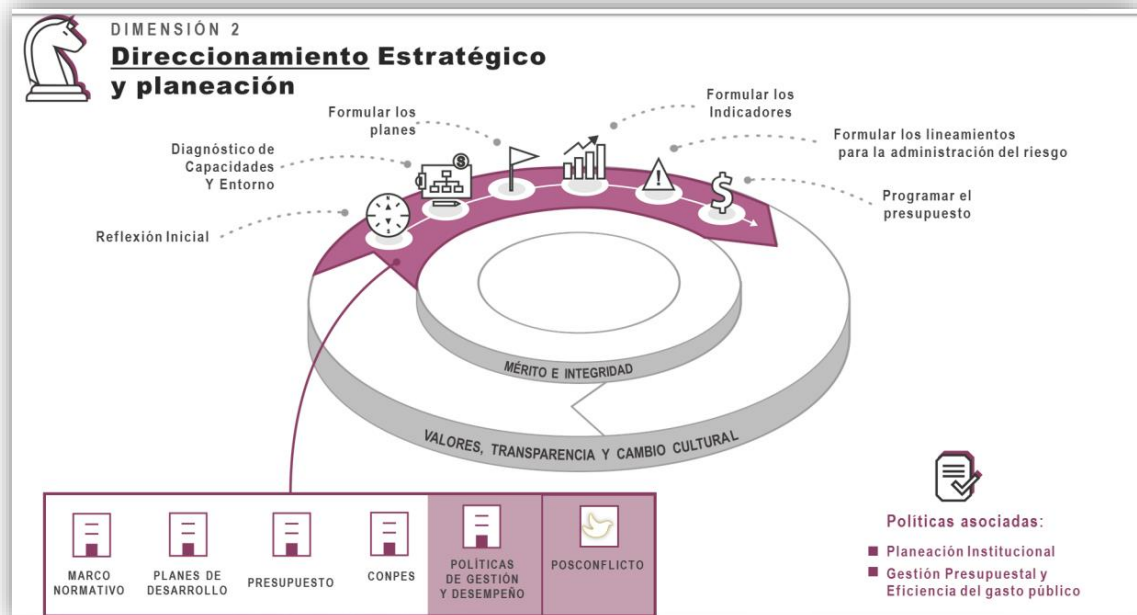 DIMENSIÓN 2
Direccionamiento Estratégico
y planeación
Reflexión Inicial
Diagnóstico de
Capacidades
Y Entorno
Formular los
planes
Formular los
Indicadores
Formular los lineamientos
para la administración del riesgo
Programar el
presupuesto
MÉRITO E INTEGRIDAD
VALORES, TRANSPARENCIA Y CAMBIO CULTURAL
MARCO
NORMATIVO
PLANES DE
DESARROLLO
PRESUPUESTO
CONPES
POLÍTICAS
DE GESTIÓN
Y DESEMPEÑO
POSCONFLICTO
Políticas asociadas:
Planeación Institucional
Gestión Presupuestal y
Eficiencia del gasto público